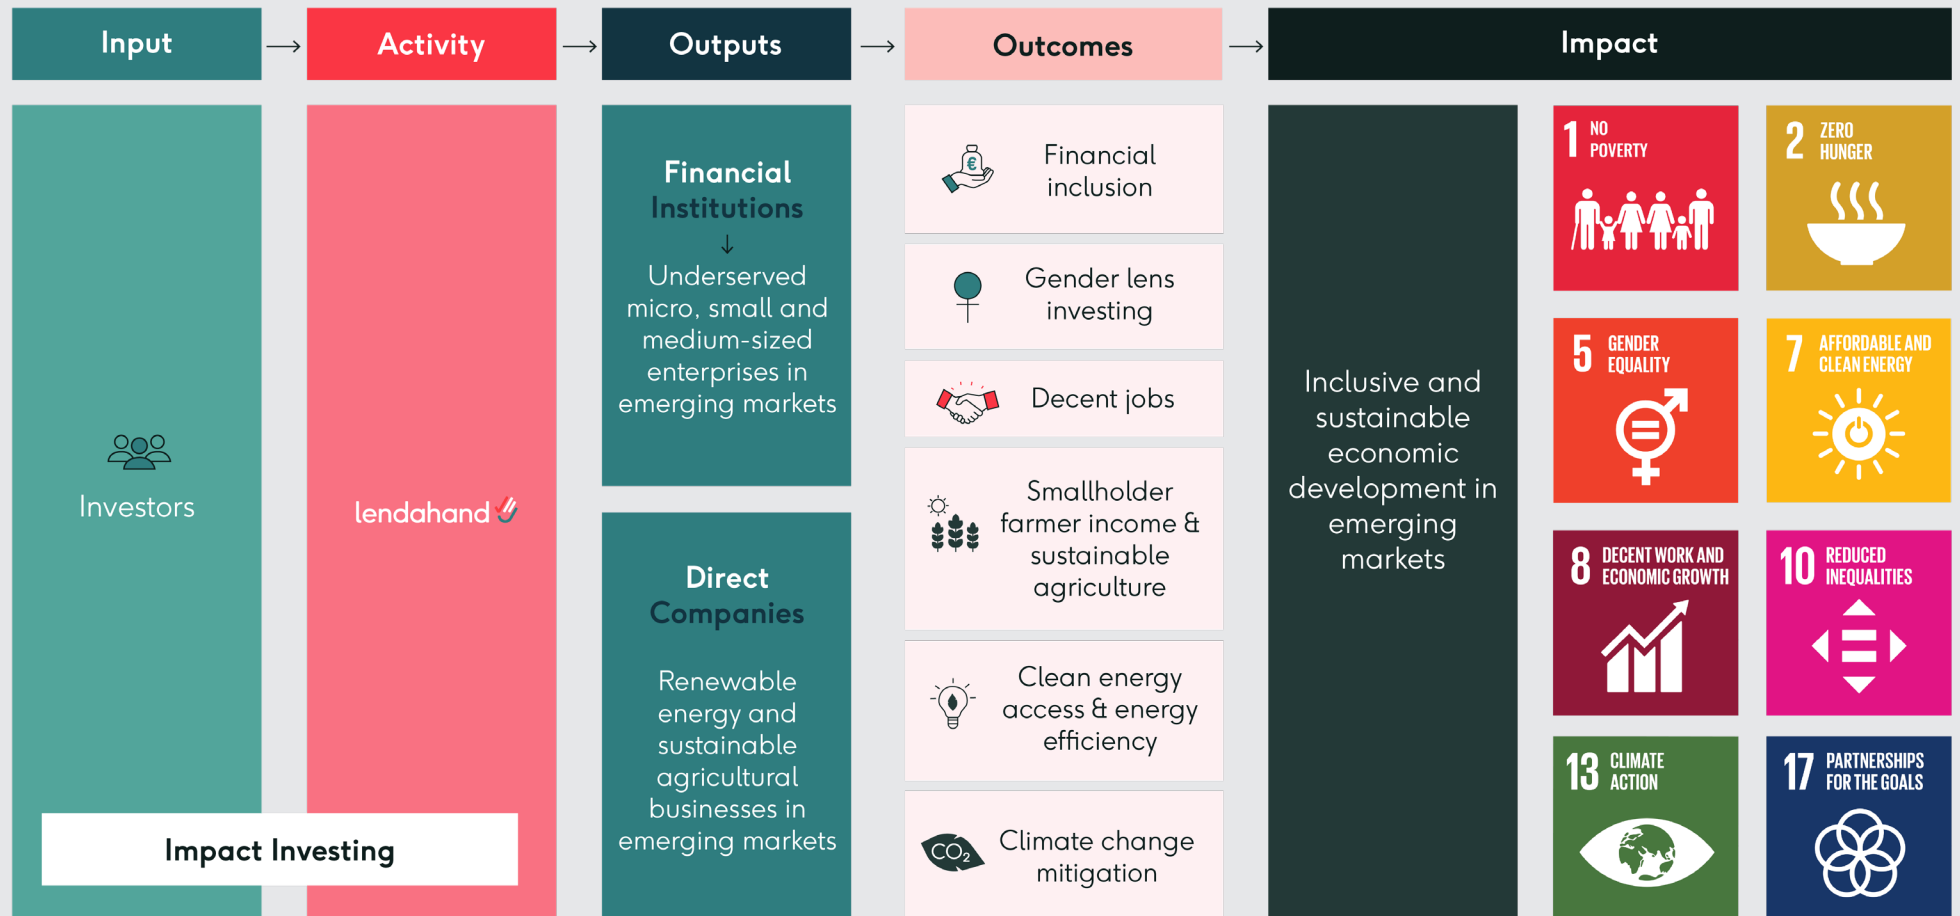 Input
Activity
Outputs
Outcomes
Impact
Investors
lendahand
Impact Investing
Financial
Institutions
Underserved
micro, small and
medium-sized
enterprises in
emerging markets
Direct
Companies
Renewable
energy and
sustainable
agricultural
businesses in
emerging markets
€
Financial
inclusion
Gender lens
investing
Decent jobs
Smallholder
farmer income &
sustainable
agriculture
Clean energy
access & energy
efficiency
CO₂
Climate change
mitigation
Inclusive and
sustainable
economic
development in
emerging
markets
1 NO
POVERTY
2 ZERO
HUNGER
5 GENDER
EQUALITY
7 AFFORDABLE AND
CLEAN ENERGY
8 DECENT WORK AND
ECONOMIC GROWTH
10 REDUCED
INEQUALITIES
13 CLIMATE
ACTION
17 PARTNERSHIPS
FOR THE GOALS